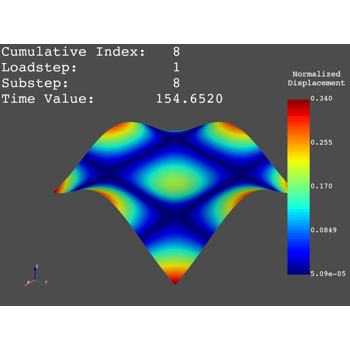 Cumulative Index: 8
Loadstep: 1
Substep: 8
Time Value: 154.6520
Normalized
Displacement
0.340
0.255
0.170
0.0849
5.09e-05